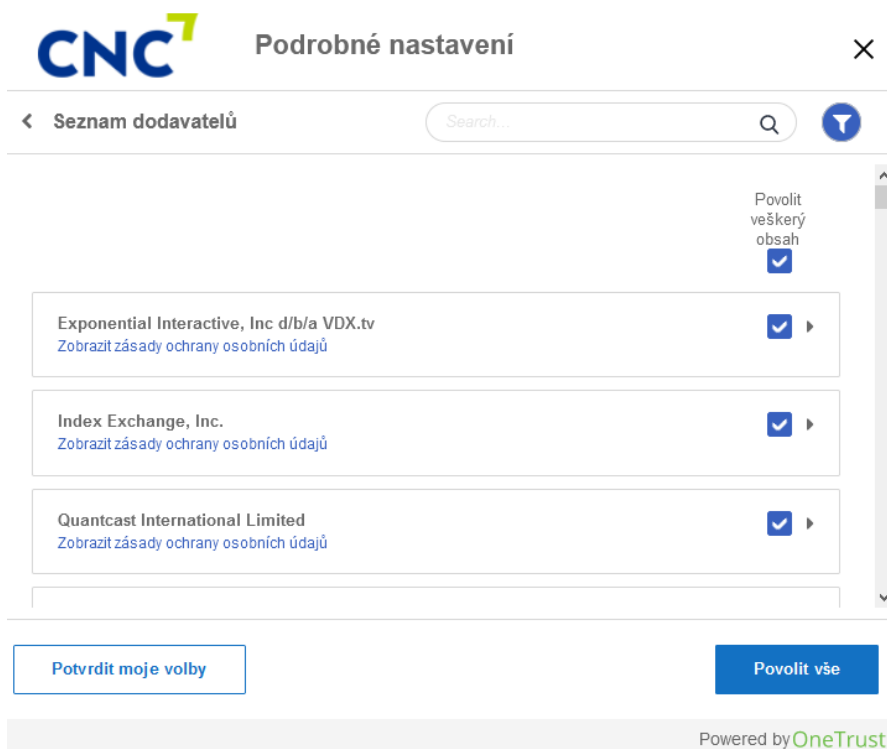 CNC
Podrobné nastavení
Seznam dodavatelů
Search...
Povolit
veškerý
obsah
Exponential Interactive, Inc d/b/a VDX.tv
Zobrazit zásady ochrany osobních údajů
Index Exchange, Inc.
Zobrazit zásady ochrany osobních údajů
Quantcast International Limited
Zobrazit zásady ochrany osobních údajů
Potvrdit moje volby
Povolit vše
Powered by OneTrust